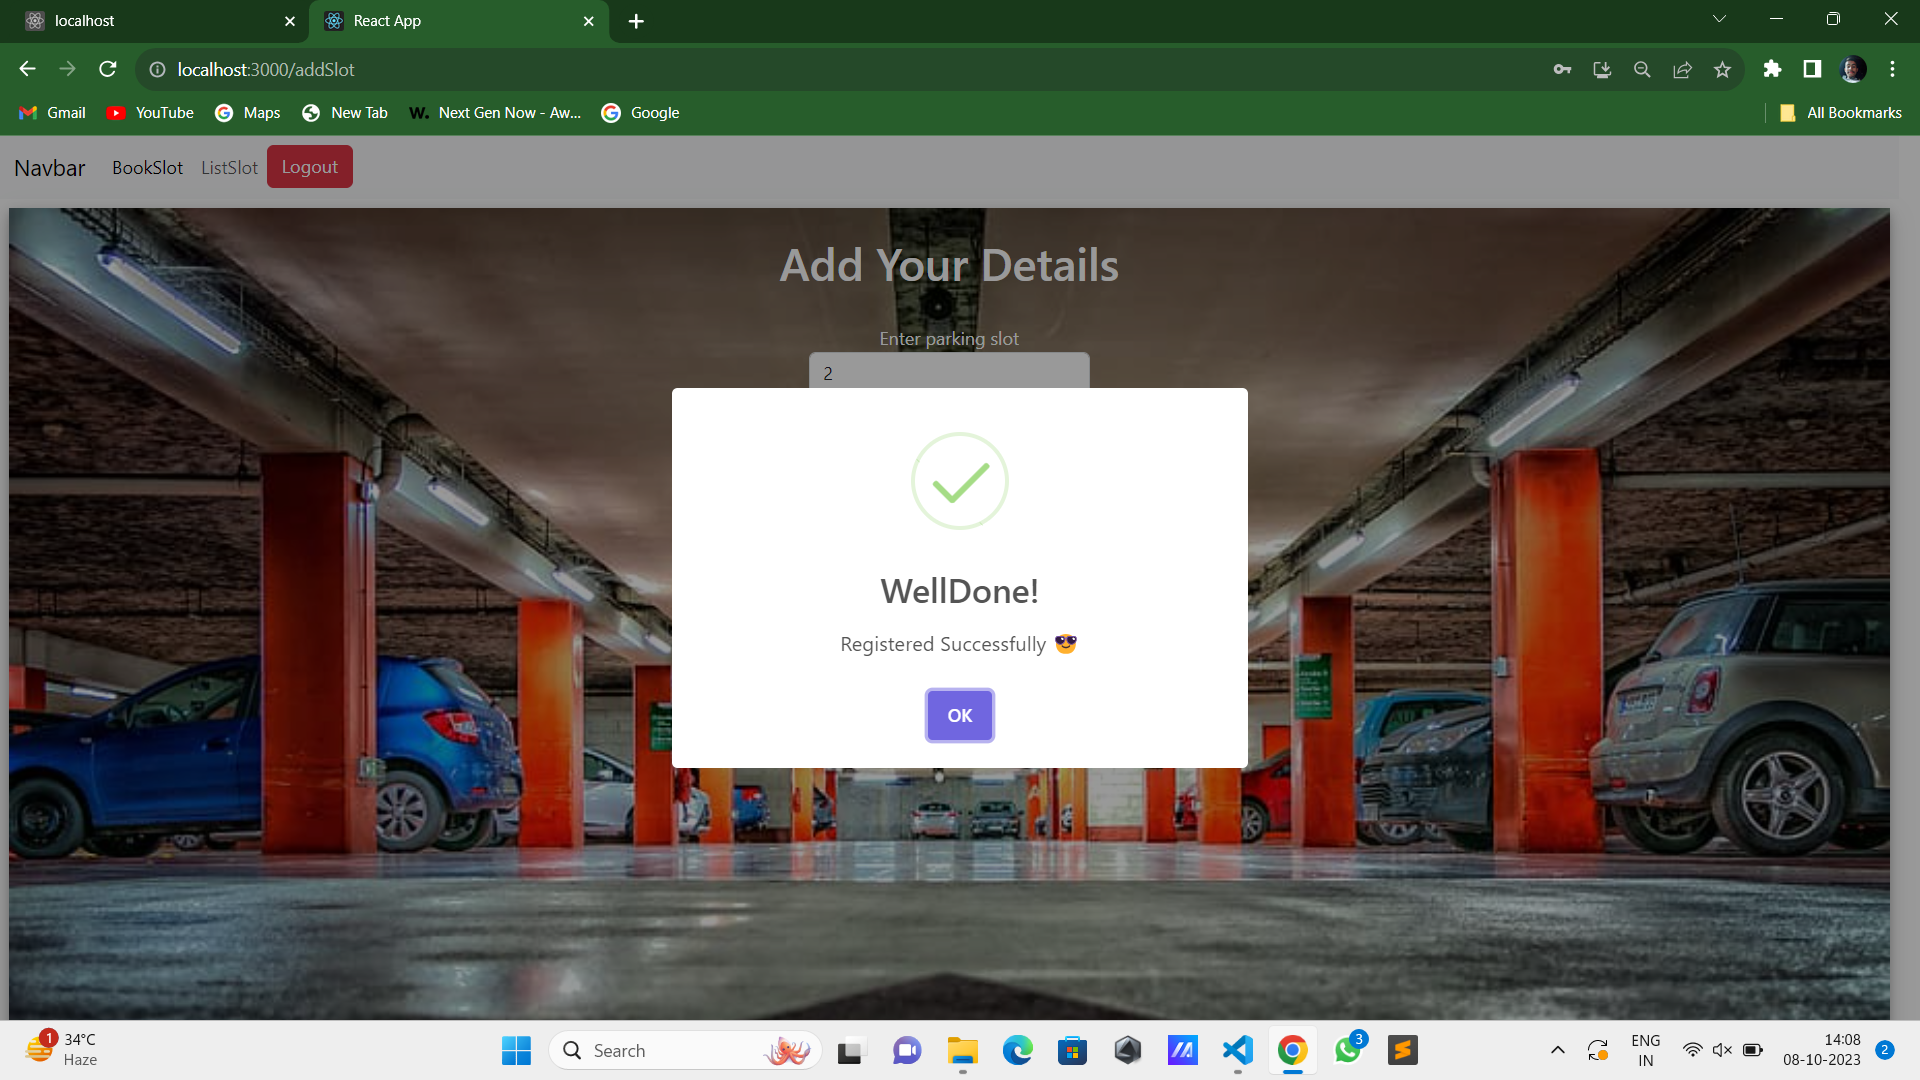 localhost
React App
localhost:3000/addSlot
Gmail
YouTube
Maps
New Tab
W. Next Gen Now - Aw...
Google
All Bookmarks
Navbar
BookSlot
ListSlot
Logout
Add Your Details
Enter parking slot
2
WellDone!
Registered Successfully 😎
OK
1
34°C
Haze
Search
3
ENG
IN
14:08
08-10-2023
2